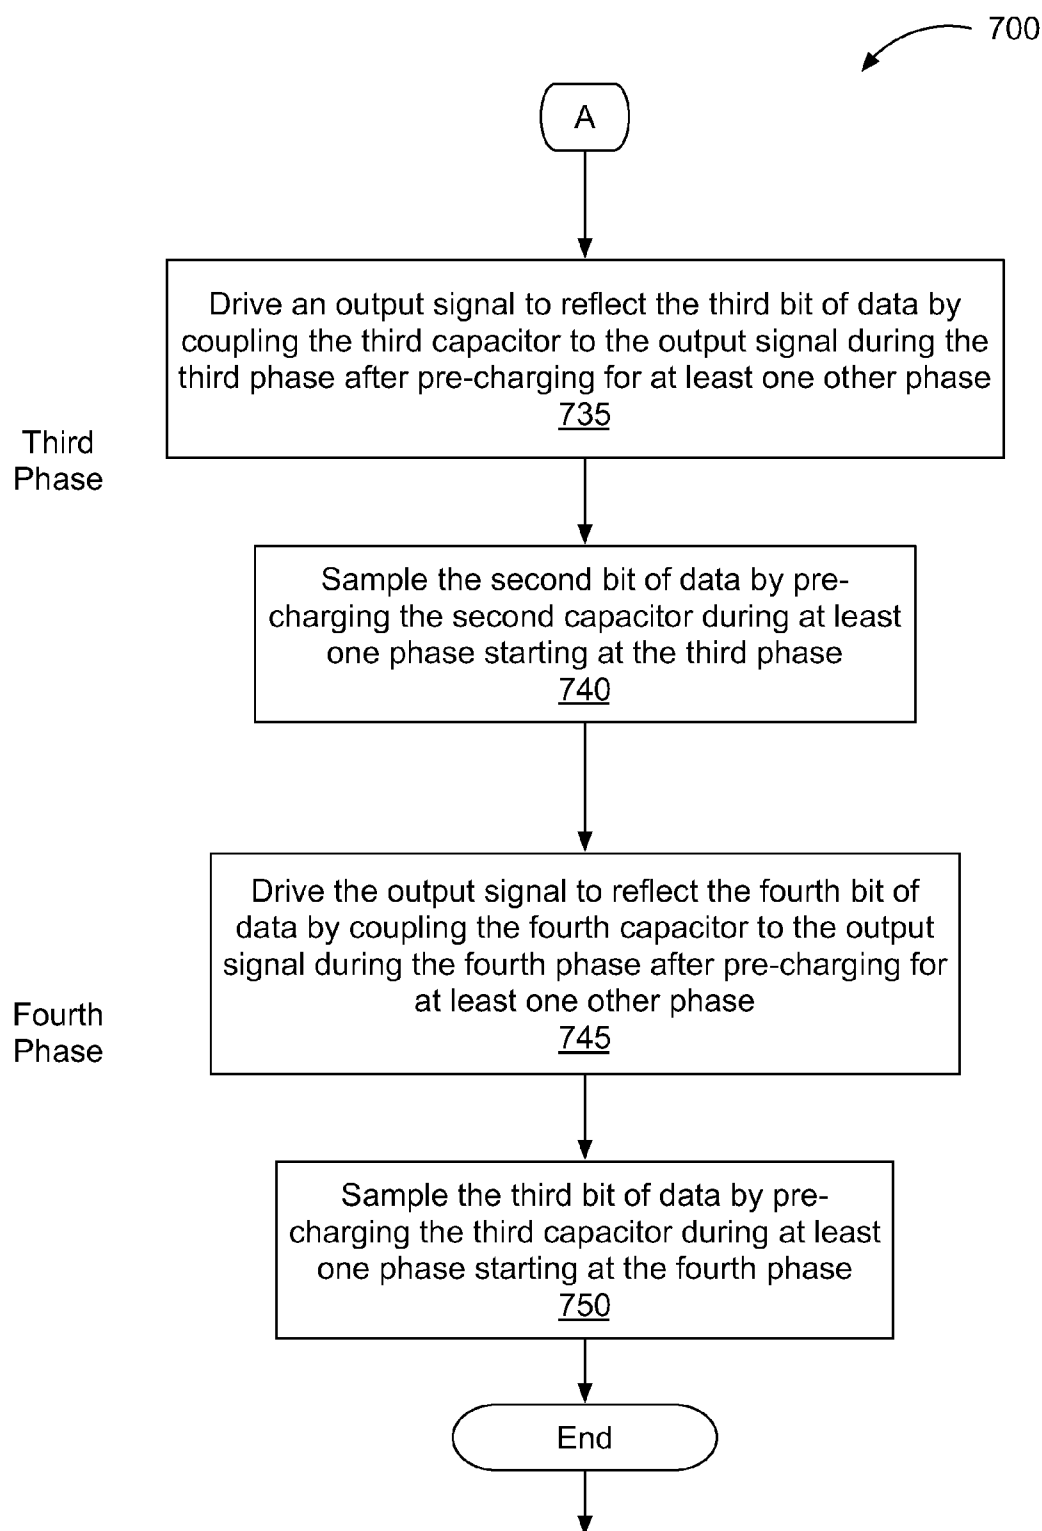 700
A
Drive an output signal to reflect the third bit of data by
coupling the third capacitor to the output signal during the
third phase after pre-charging for at least one other phase
735
Third
Phase
Sample the second bit of data by pre-
charging the second capacitor during at least
one phase starting at the third phase
740
Drive the output signal to reflect the fourth bit of
data by coupling the fourth capacitor to the output
signal during the fourth phase after pre-charging for
at least one other phase
745
Fourth
Phase
Sample the third bit of data by pre-
charging the third capacitor during at least
one phase starting at the fourth phase
750
End